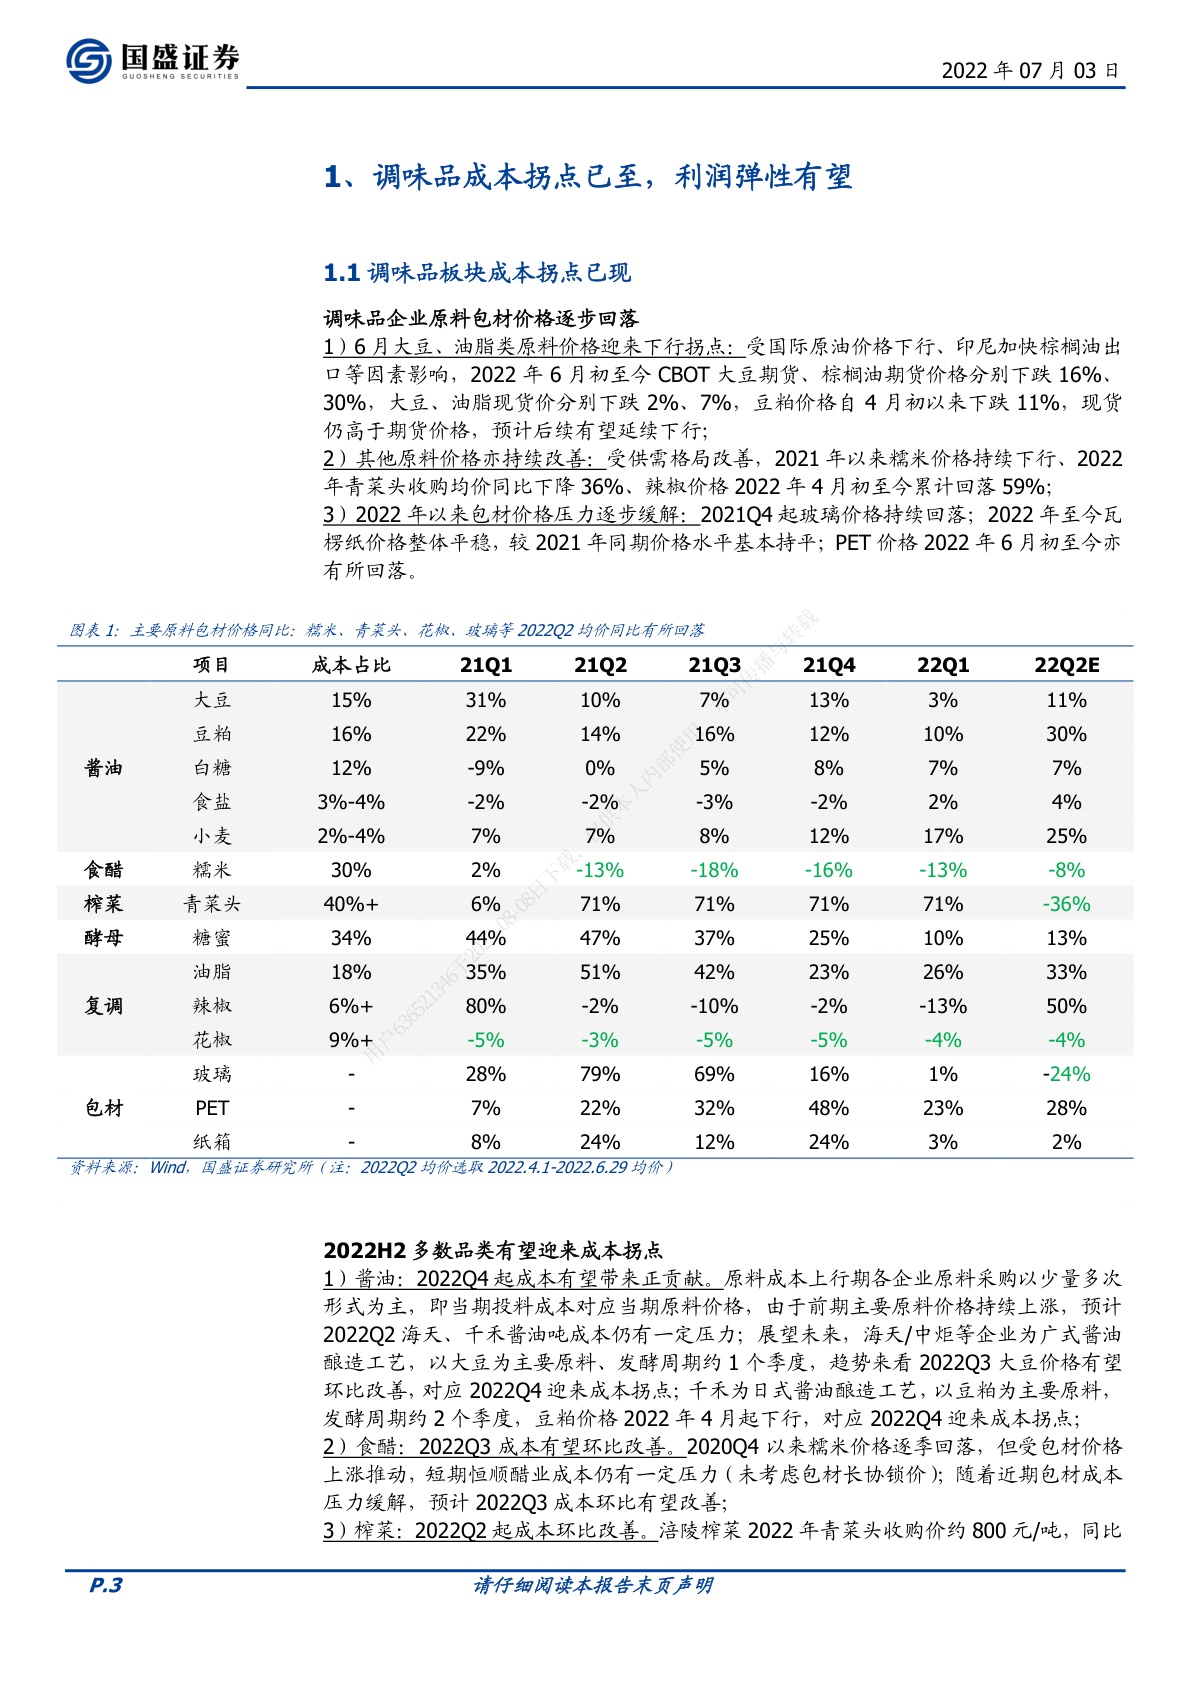 国盛证券
GUOSHENG SECURITIES
2022 年 07 月 03 日
1、调味品成本拐点已至，利润弹性有望
1.1 调味品板块成本拐点已现
调味品企业原料包材价格逐步回落
1）6 月大豆、油脂类原料价格迎来下行拐点：受国际原油价格下行、印尼加快棕榈油出
口等因素影响，2022 年 6 月初至今 CBOT 大豆期货、棕榈油期货价格分别下跌 16%、
30%，大豆、油脂现货价分别下跌 2%、7%，豆粕价格自 4 月初以来下跌 11%，现货
仍高于期货价格，预计后续有望延续下行；
2）其他原料价格亦持续改善：受供需格局改善，2021 年以来糯米价格持续下行、2022
年青菜头收购均价同比下降 36%、辣椒价格 2022 年 4 月初至今累计回落 59%；
3）2022 年以来包材价格压力逐步缓解：2021Q4 起玻璃价格持续回落；2022 年至今瓦
楞纸价格整体平稳，较 2021 年同期价格水平基本持平；PET 价格 2022 年 6 月初至今亦
有所回落。
图表 1：主要原料包材价格同比：糯米、青菜头、花椒、玻璃等 2022Q2 均价同比有所回落
项目 成本占比 21Q1 21Q2 21Q3 21Q4 22Q1 22Q2E
大豆 15% 31% 10% 7% 13% 3% 11%
豆粕 16% 22% 14% 16% 12% 10% 30%
酱油 白糖 12% -9% 0% 5% 8% 7% 7%
食盐 3%-4% -2% -2% -3% -2% 2% 4%
小麦 2%-4% 7% 7% 8% 12% 17% 25%
食醋 糯米 30% 2% -13% -18% -16% -13% -8%
榨菜 青菜头 40%+ 6% 71% 71% 71% 71% -36%
酵母 糖蜜 34% 44% 47% 37% 25% 10% 13%
油脂 18% 35% 51% 42% 23% 26% 33%
复调 辣椒 6%+ 80% -2% -10% -2% -13% 50%
花椒 9%+ -5% -3% -5% -5% -4% -4%
玻璃 - 28% 79% 69% 16% 1% -24%
包材 PET - 7% 22% 32% 48% 23% 28%
纸箱 - 8% 24% 12% 24% 3% 2%
资料来源：Wind，国盛证券研究所（注：2022Q2 均价选取 2022.4.1-2022.6.29 均价）
2022H2 多数品类有望迎来成本拐点
1）酱油：2022Q4 起成本有望带来正贡献。原料成本上行期各企业原料采购以少量多次
形式为主，即当期投料成本对应当期原料价格，由于前期主要原料价格持续上涨，预计
2022Q2 海天、千禾酱油吨成本仍有一定压力；展望未来，海天/中炬等企业为广式酱油
酿造工艺，以大豆为主要原料、发酵周期约 1 个季度，趋势来看 2022Q3 大豆价格有望
环比改善，对应 2022Q4 迎来成本拐点；千禾为日式酱油酿造工艺，以豆粕为主要原料，
发酵周期约 2 个季度，豆粕价格 2022 年 4 月起下行，对应 2022Q4 迎来成本拐点；
2）食醋：2022Q3 成本有望环比改善。2020Q4 以来糯米价格逐季回落，但受包材价格
上涨推动，短期恒顺醋业成本仍有一定压力（未考虑包材长协锁价）；随着近期包材成本
压力缓解，预计 2022Q3 成本环比有望改善；
3）榨菜：2022Q2 起成本环比改善。涪陵榨菜 2022 年青菜头收购价约 800 元/吨，同比
P.3 请仔细阅读本报告末页声明